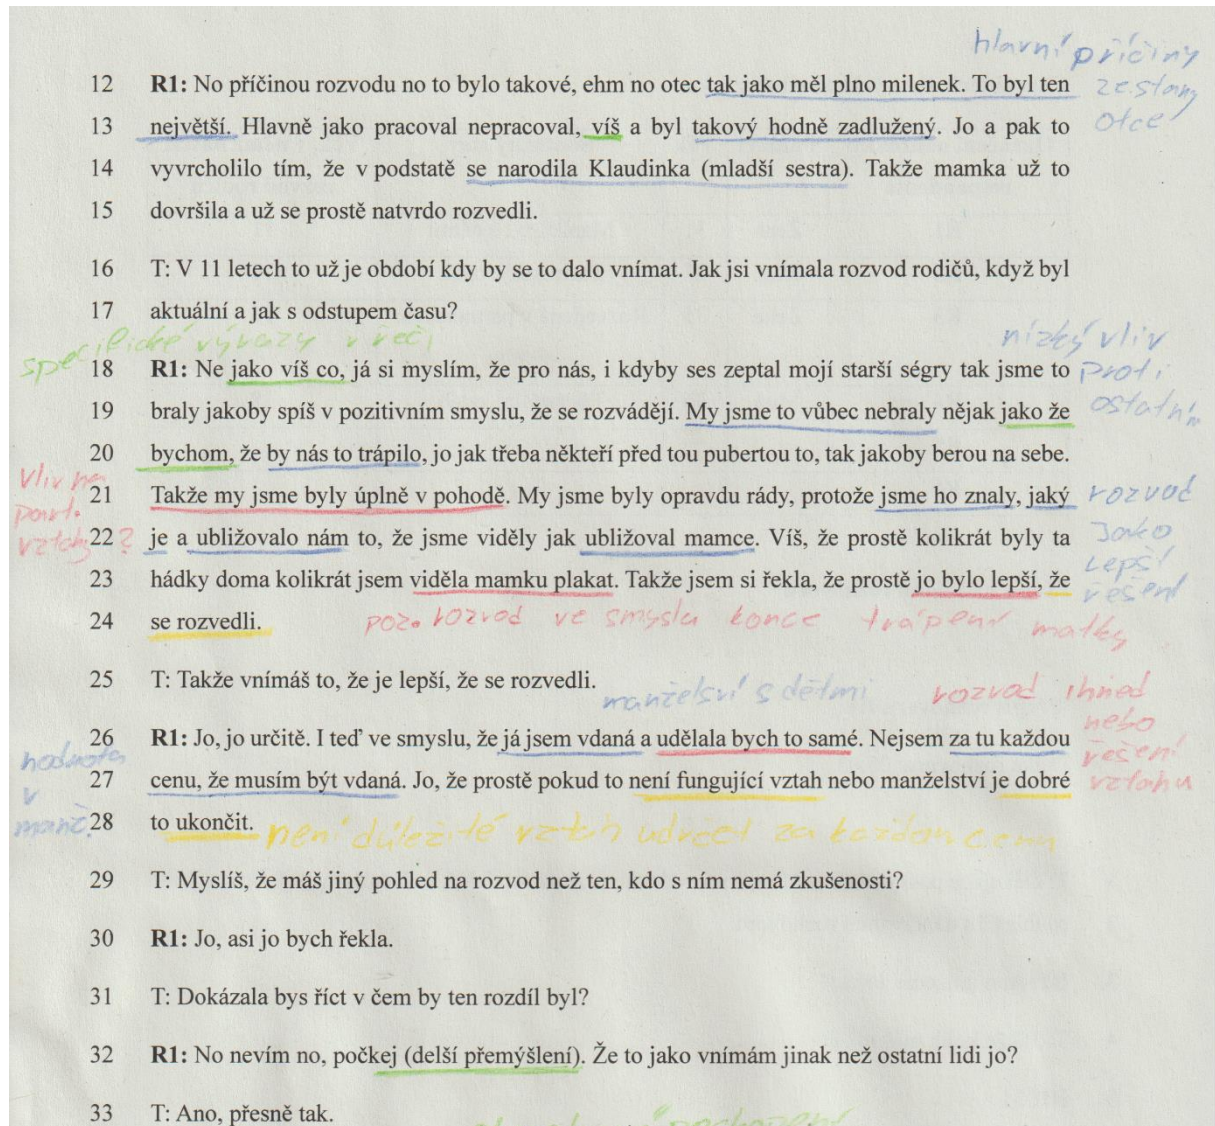 hlavní příčiny
ze strany
otce
12 R1: No příčinou rozvodu no to bylo takové, ehm no otec tak jako měl plno milenek. To byl ten
13 největší. Hlavně jako pracoval nepracoval, víš a byl takový hodně zadlužený. Jo a pak to
14 vyvrcholilo tím, že v podstatě se narodila Klaudinka (mladší sestra). Takže mamka už to
15 dovršila a už se prostě natvrdo rozvedli.
16 T: V 11 letech to už je období kdy by se to dalo vnímat. Jak jsi vnímala rozvod rodičů, když byl
17 aktuální a jak s odstupem času?
specifické výrazy v řeči
nízký vliv
proti
ostatním
18 R1: Ne jako víš co, já si myslím, že pro nás, i kdyby ses zeptal mojí starší ségry tak jsme to
19 braly jakoby spíš v pozitivním smyslu, že se rozvádějí. My jsme to vůbec nebraly nějak jako že
20 bychom, že by nás to trápilo, jo jak třeba někteří před tou pubertou to, tak jakoby berou na sebe.
vliv na
part.
vztahy?
21 Takže my jsme byly úplně v pohodě. My jsme byly opravdu rády, protože jsme ho znaly, jaký
22 je a ubližovalo nám to, že jsme viděly jak ubližoval mamce. Víš, že prostě kolikrát byly ta
23 hádky doma kolikrát jsem viděla mamku plakat. Takže jsem si řekla, že prostě jo bylo lepší, že
24 se rozvedli.
rozvod
jako
lepší
řešení
poz. rozvod ve smyslu konce trápení matky
25 T: Takže vnímáš to, že je lepší, že se rozvedli.
manželsví s dětmi
rozvod ihned
nebo
řešení
vztahu
26 R1: Jo, jo určitě. I teď ve smyslu, že já jsem vdaná a udělala bych to samé. Nejsem za tu každou
27 cenu, že musím být vdaná. Jo, že prostě pokud to není fungující vztah nebo manželství je dobré
28 to ukončit.
hodnota
v
manž.
není důležité vztah udržet za každou cenu
29 T: Myslíš, že máš jiný pohled na rozvod než ten, kdo s ním nemá zkušenosti?
30 R1: Jo, asi jo bych řekla.
31 T: Dokázala bys říct v čem by ten rozdíl byl?
32 R1: No nevím no, počkej (delší přemýšlení). Že to jako vnímám jinak než ostatní lidi jo?
33 T: Ano, přesně tak.